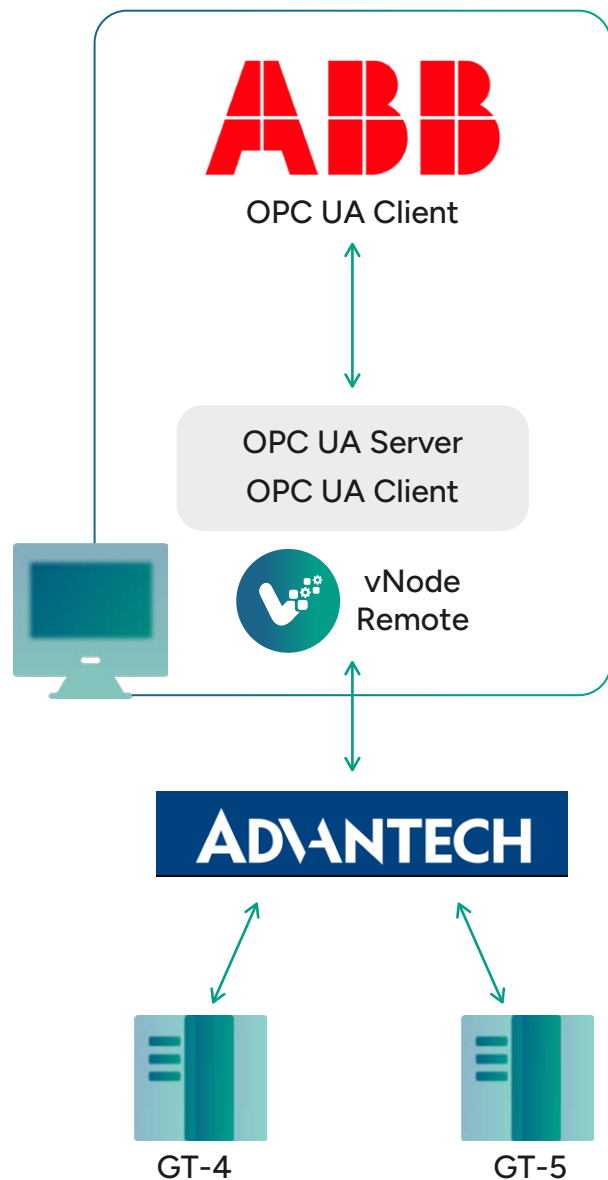 ABB
OPC UA Client
OPC UA Server
OPC UA Client
vNode
Remote
ADVANTECH
GT-4
GT-5